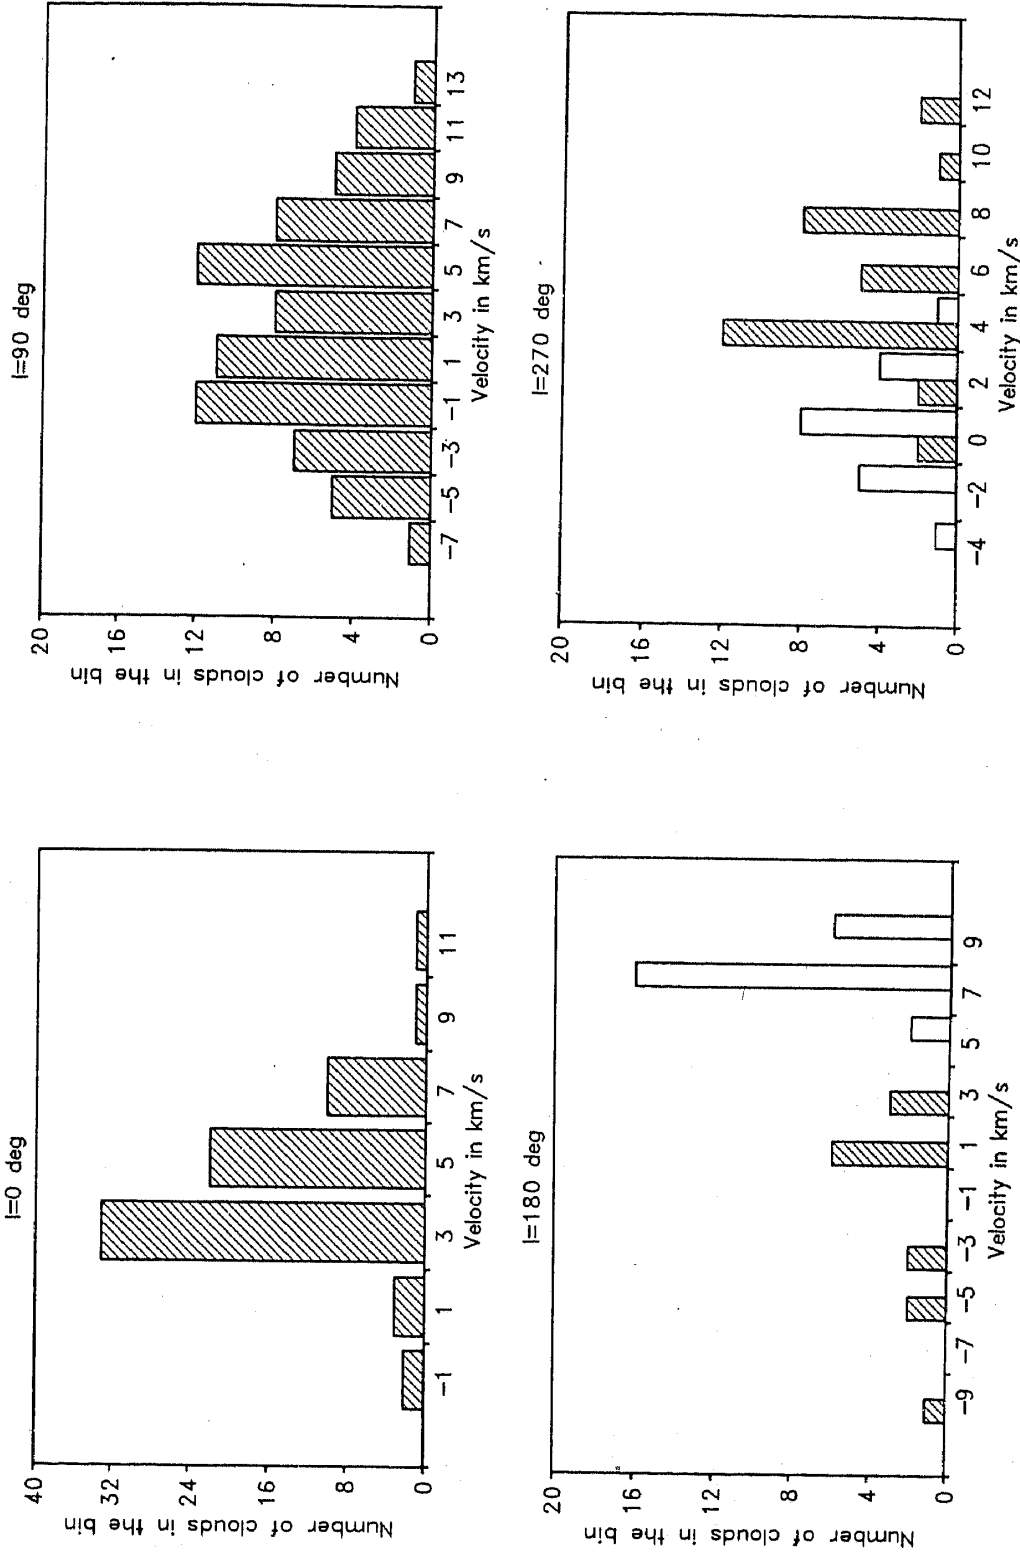 l=0 deg
40
32
24
16
8
0
Number of clouds in the bin
-1 1 3 5 7 9 11
Velocity in km/s
l=90 deg
20
16
12
8
4
0
Number of clouds in the bin
-7 -5 -3 -1 1 3 5 7 9 11 13
Velocity in km/s
l=180 deg
20
16
12
8
4
0
Number of clouds in the bin
-9 -7 -5 -3 -1 1 3 5 7 9
Velocity in km/s
l=270 deg
20
16
12
8
4
0
Number of clouds in the bin
-4 -2 0 2 4 6 8 10 12
Velocity in km/s